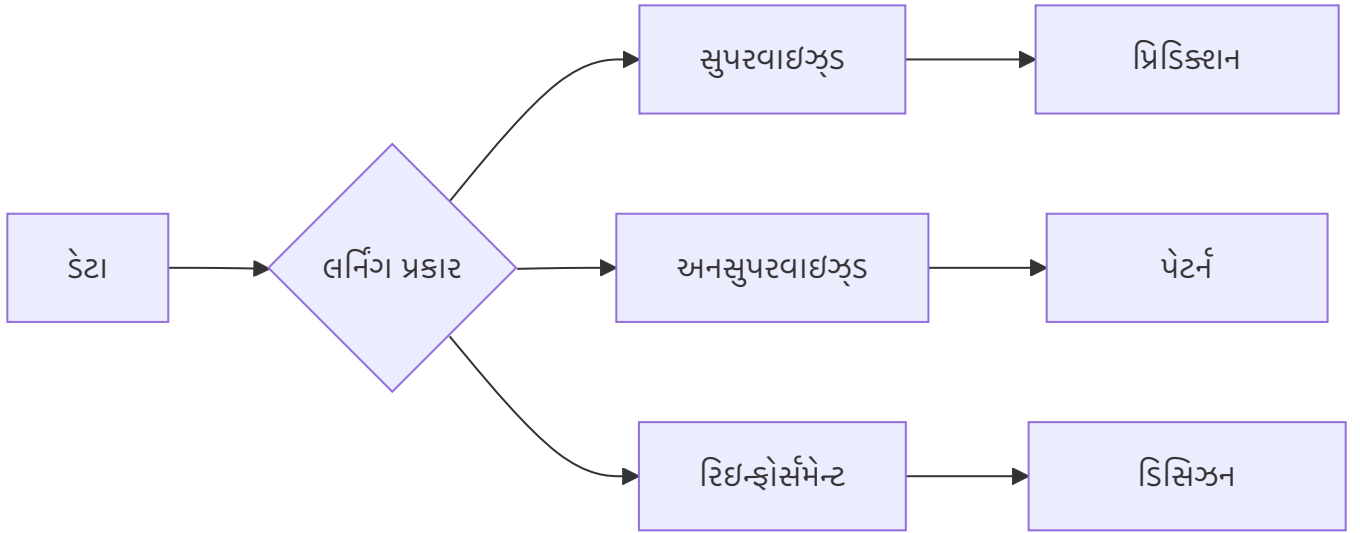 ડેટા
લર્નિંગ પ્રકાર
સુપરવાઇઝ્ડ
પ્રિડિક્શન
અનસુપરવાઇઝ્ડ
પેટર્ન
રિઇન્ફોર્સમેન્ટ
ડિસિઝન